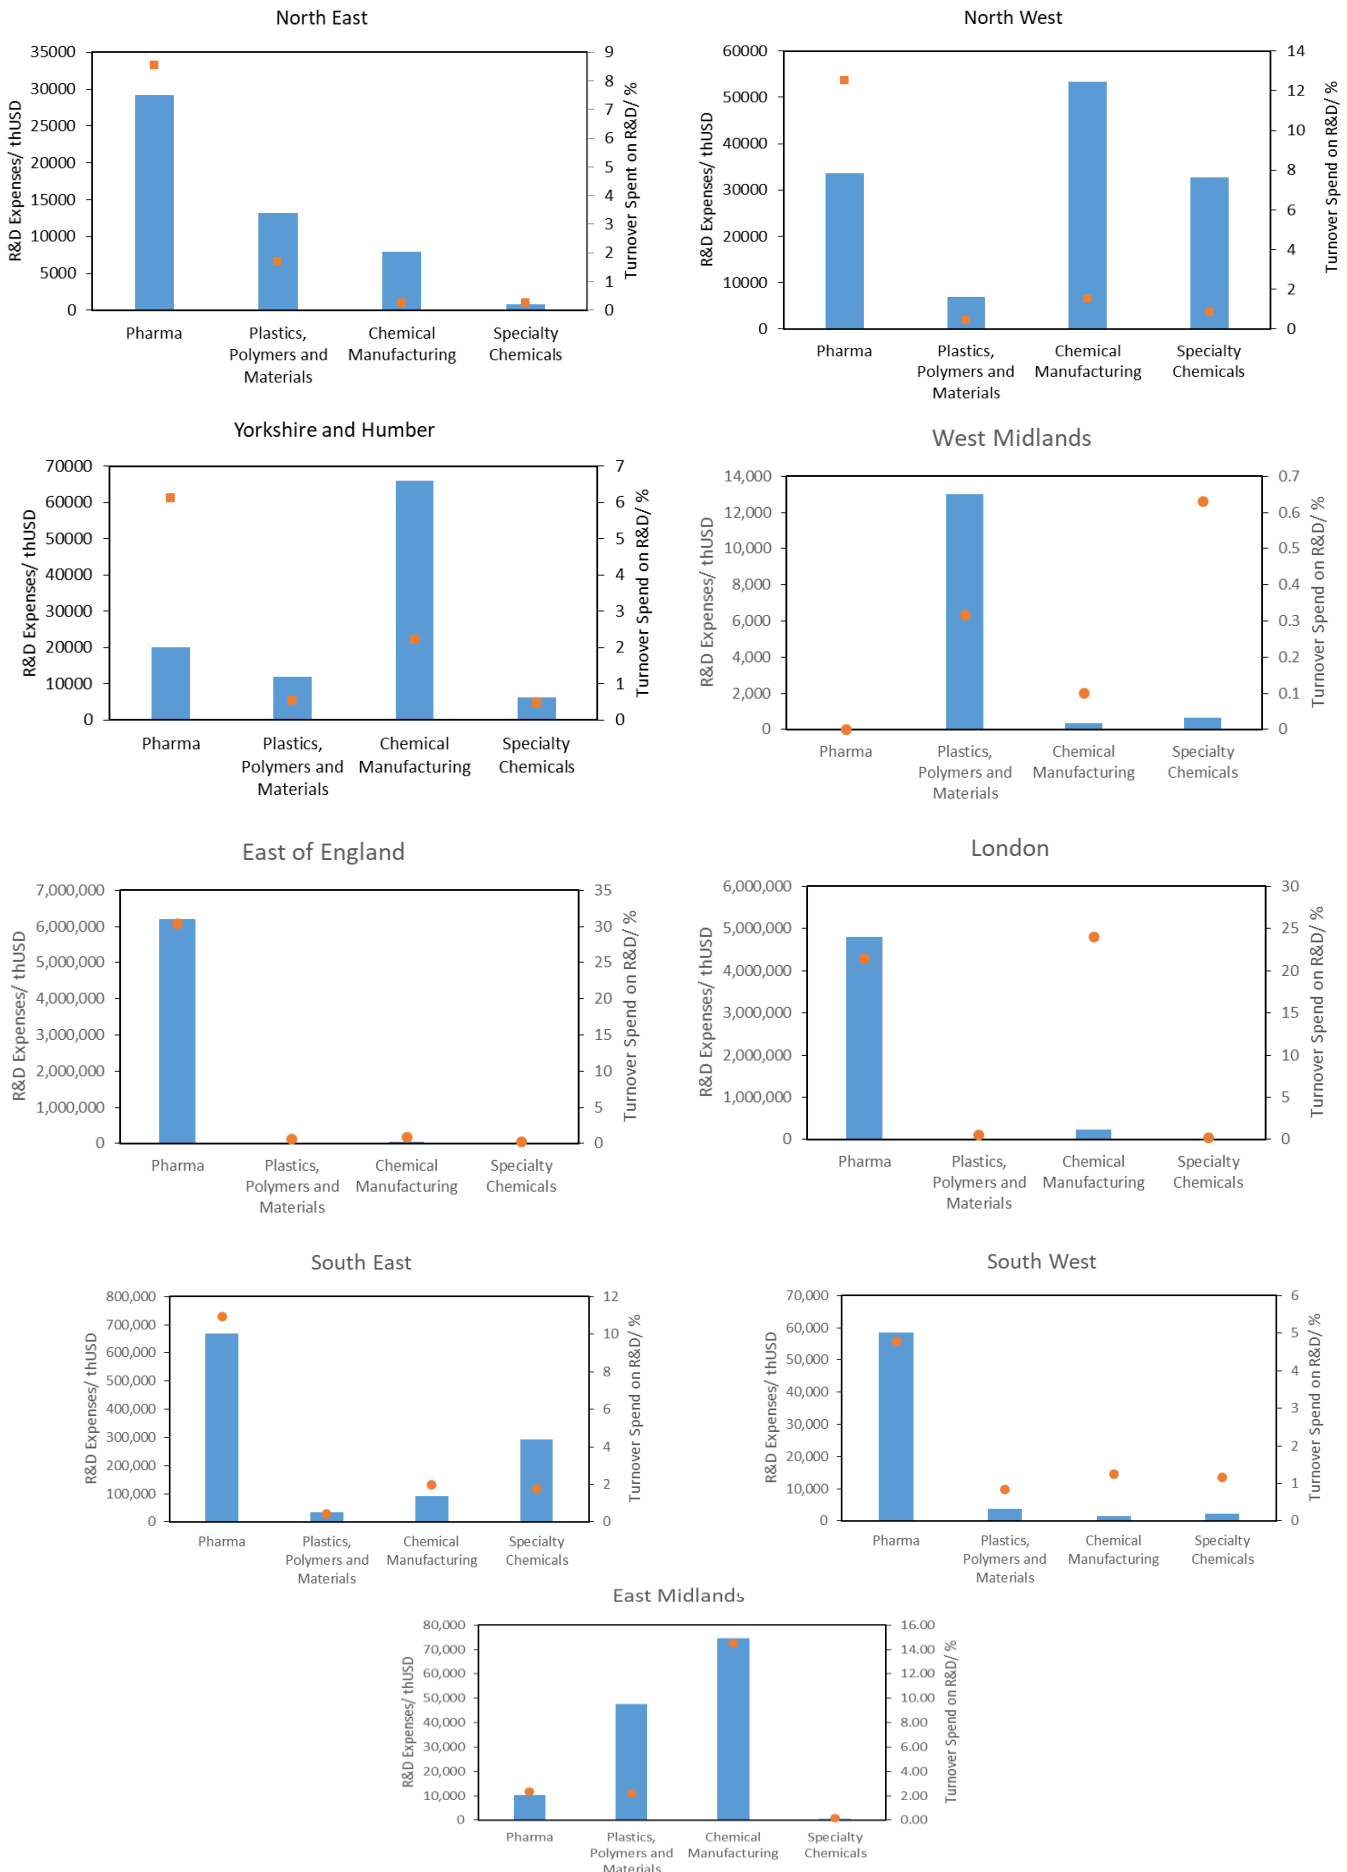 North East
R&D Expenses/ thUSD
35000
30000
25000
20000
15000
10000
5000
0
9
8
7
6
5
4
3
2
1
0
Turnover Spent on R&D/ %
Pharma
Plastics,
Polymers and
Materials
Chemical
Manufacturing
Specialty
Chemicals
North West
R&D Expenses/ thUSD
60000
50000
40000
30000
20000
10000
0
14
12
10
8
6
4
2
0
Turnover Spend on R&D/ %
Pharma
Plastics,
Polymers and
Materials
Chemical
Manufacturing
Specialty
Chemicals
Yorkshire and Humber
R&D Expenses/ thUSD
70000
60000
50000
40000
30000
20000
10000
0
7
6
5
4
3
2
1
0
Turnover Spend on R&D/ %
Pharma
Plastics,
Polymers and
Materials
Chemical
Manufacturing
Specialty
Chemicals
West Midlands
R&D Expenses/ thUSD
14,000
12,000
10,000
8,000
6,000
4,000
2,000
0
0.7
0.6
0.5
0.4
0.3
0.2
0.1
0
Turnover Spend on R&D/ %
Pharma
Plastics,
Polymers and
Materials
Chemical
Manufacturing
Specialty
Chemicals
East of England
R&D Expenses/ thUSD
7,000,000
6,000,000
5,000,000
4,000,000
3,000,000
2,000,000
1,000,000
0
35
30
25
20
15
10
5
0
Turnover Spend on R&D/ %
Pharma
Plastics,
Polymers and
Materials
Chemical
Manufacturing
Specialty
Chemicals
London
R&D Expenses/ thUSD
6,000,000
5,000,000
4,000,000
3,000,000
2,000,000
1,000,000
0
30
25
20
15
10
5
0
Turnover Spend on R&D/ %
Pharma
Plastics,
Polymers and
Materials
Chemical
Manufacturing
Specialty
Chemicals
South East
R&D Expenses/ thUSD
800,000
700,000
600,000
500,000
400,000
300,000
200,000
100,000
0
12
10
8
6
4
2
0
Turnover Spend on R&D/ %
Pharma
Plastics,
Polymers and
Materials
Chemical
Manufacturing
Specialty
Chemicals
South West
R&D Expenses/ thUSD
70,000
60,000
50,000
40,000
30,000
20,000
10,000
0
6
5
4
3
2
1
0
Turnover Spend on R&D/ %
Pharma
Plastics,
Polymers and
Materials
Chemical
Manufacturing
Specialty
Chemicals
East Midlands
R&D Expenses/ thUSD
80,000
70,000
60,000
50,000
40,000
30,000
20,000
10,000
0
16.00
14.00
12.00
10.00
8.00
6.00
4.00
2.00
0.00
Turnover Spend on R&D/ %
Pharma
Plastics,
Polymers and
Materials
Chemical
Manufacturing
Specialty
Chemicals